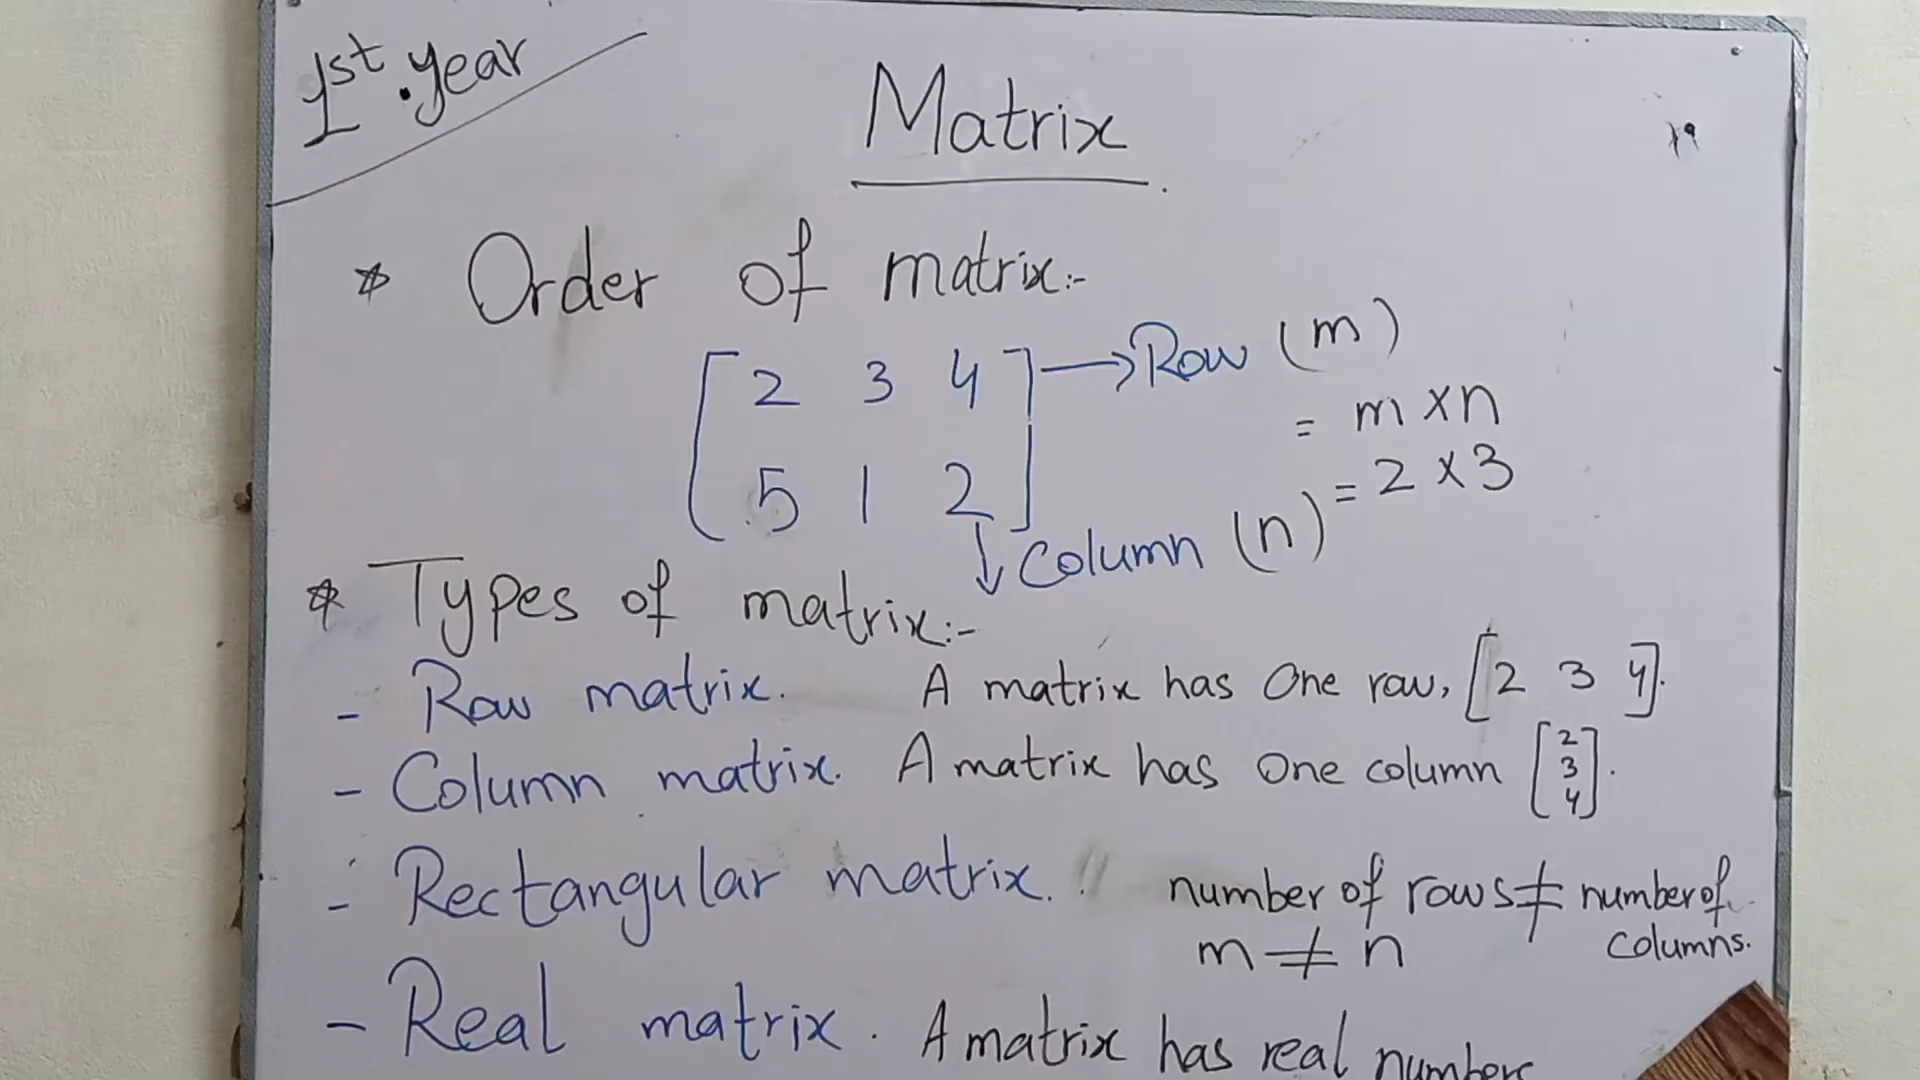 1st year
Matrix
* Order of matrix:-
[2 3 4] → Row (m)
= m x n
[5 1 2] = 2 x 3
↓ Column (n)
* Types of matrix:-
- Row matrix. A matrix has One row, [2 3 4].
- Column matrix. A matrix has One column [2 3 4].
- Rectangular matrix. number of rows ≠ number of columns.
m ≠ n
- Real matrix. A matrix has real numbers